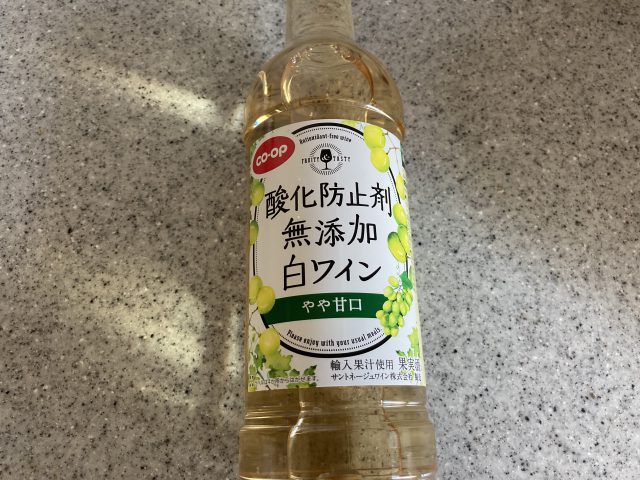 Antioxidant-free wine
co-op
FRUITY & TASTY
酸化防止剤
無添加
白ワイン
やや甘口
Please enjoy with your usual meals.
輸入果汁使用 果実酒
サントネージュワイン株式会社